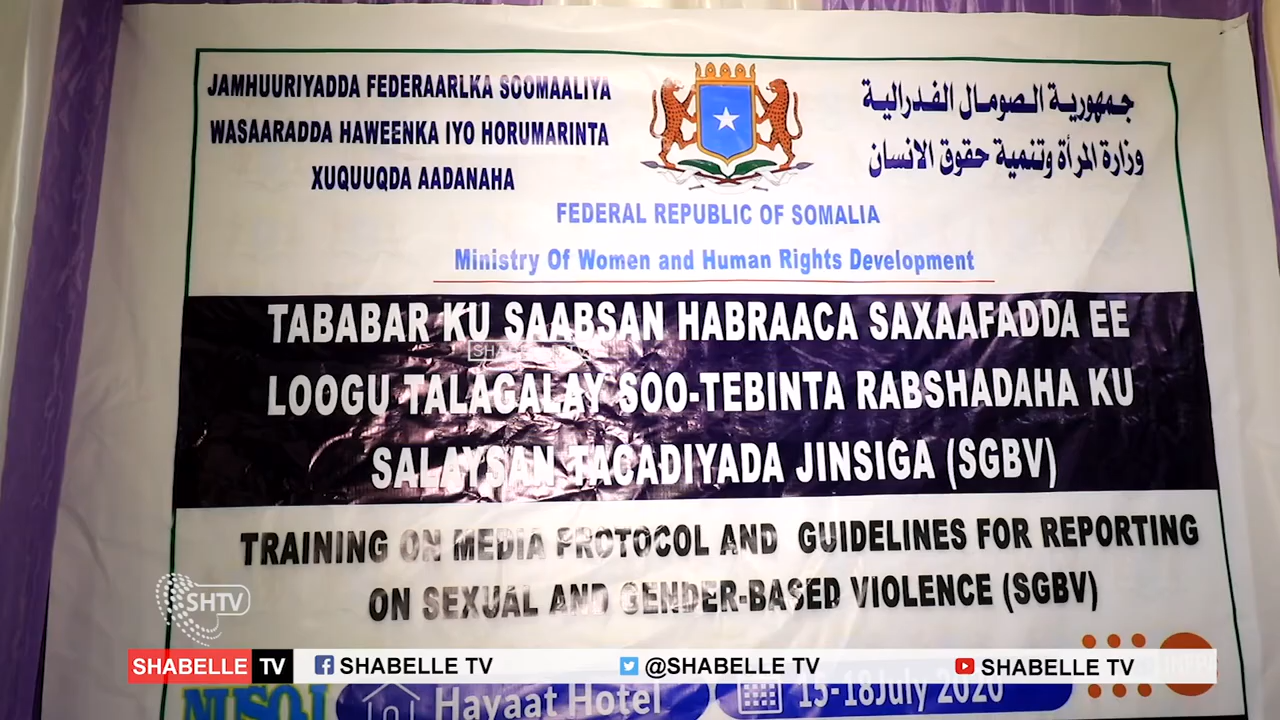 JAMHUURIYADDA FEDERAARLKA SOOMAALIYA
WASAARADDA HAWEENKA IYO HORUMARINTA
XUQUUQDA AADANAHA
جمهورية الصومال الفدرالية
وزارة المرأة وتنمية حقوق الانسان
FEDERAL REPUBLIC OF SOMALIA
Ministry Of Women and Human Rights Development
TABABAR KU SAABSAN HABRAACA SAXAAFADDA EE
LOOGU TALAGALAY SOO-TEBINTA RABSHADAHA KU
SALAYSAN TACADIYADA JINSIGA (SGBV)
SHABELLE TV
TRAINING ON MEDIA PROTOCOL AND GUIDELINES FOR REPORTING
ON SEXUAL AND GENDER-BASED VIOLENCE (SGBV)
SHTV
SHABELLE TV
SHABELLE TV
@SHABELLE TV
SHABELLE TV
Hayaat Hotel
15-18July 2020